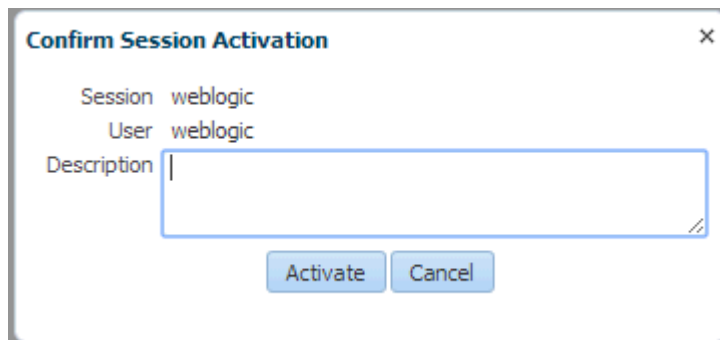 Confirm Session Activation
Session weblogic
User weblogic
Description
Activate Cancel